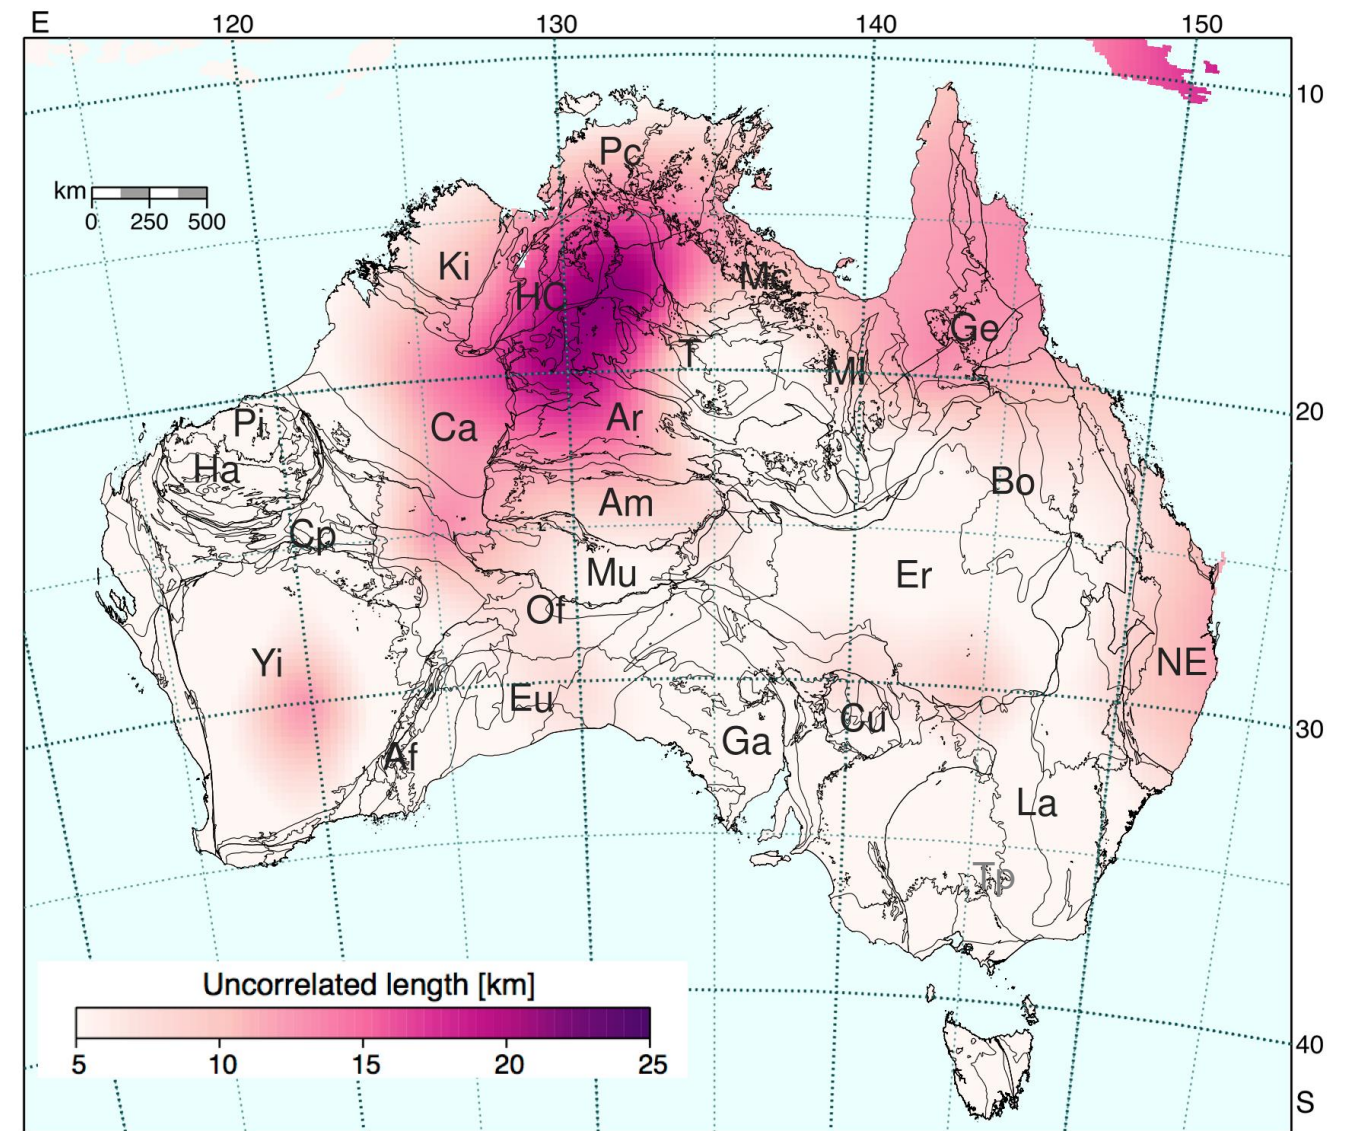 E 120 130 140 150
10
Pc
km
0 250 500
Ki
HC
Mc
Ge
T
Ml
20
Pi
Ca
Ar
Ha
Bo
Am
Cp
Mu
Er
Of
Yi
NE
Eu
Cu
30
Ga
Af
La
Tp
Uncorrelated length [km]
5 10 15 20 25
40
S